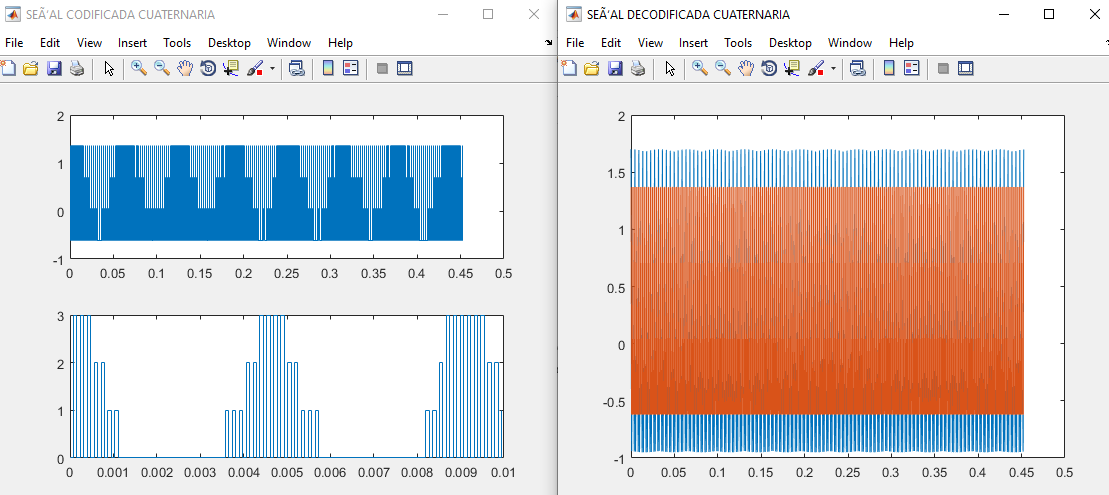 SEÃ‘AL CODIFICADA CUATERNARIA
File Edit View Insert Tools Desktop Window Help
2
1
0
-1
0 0.05 0.1 0.15 0.2 0.25 0.3 0.35 0.4 0.45 0.5
3
2
1
0
0 0.001 0.002 0.003 0.004 0.005 0.006 0.007 0.008 0.009 0.01
SEÃ‘AL DECODIFICADA CUATERNARIA
File Edit View Insert Tools Desktop Window Help
2
1.5
1
0.5
0
-0.5
-1
0 0.05 0.1 0.15 0.2 0.25 0.3 0.35 0.4 0.45 0.5